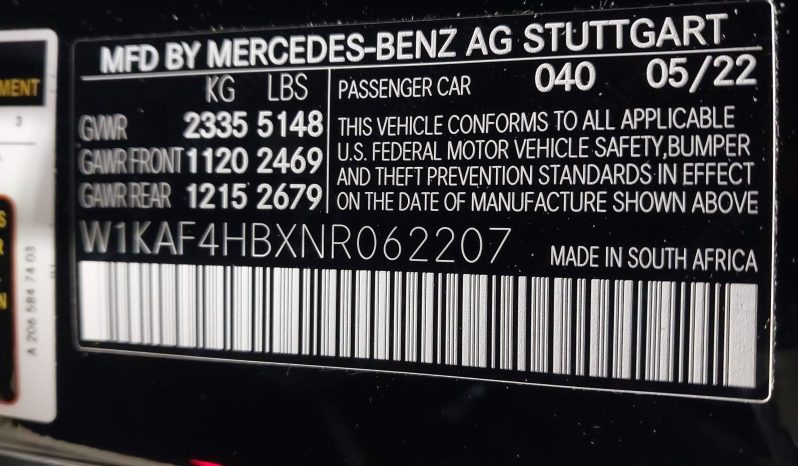 MFD BY MERCEDES-BENZ AG STUTTGART
KG LBS
GVWR 2335 5148
GAWR FRONT 1120 2469
GAWR REAR 1215 2679
PASSENGER CAR 040 05/22
THIS VEHICLE CONFORMS TO ALL APPLICABLE
U.S. FEDERAL MOTOR VEHICLE SAFETY,BUMPER
AND THEFT PREVENTION STANDARDS IN EFFECT
ON THE DATE OF MANUFACTURE SHOWN ABOVE
W1KAF4HBXNR062207
MADE IN SOUTH AFRICA
MENT
3
A 206 584 74 03